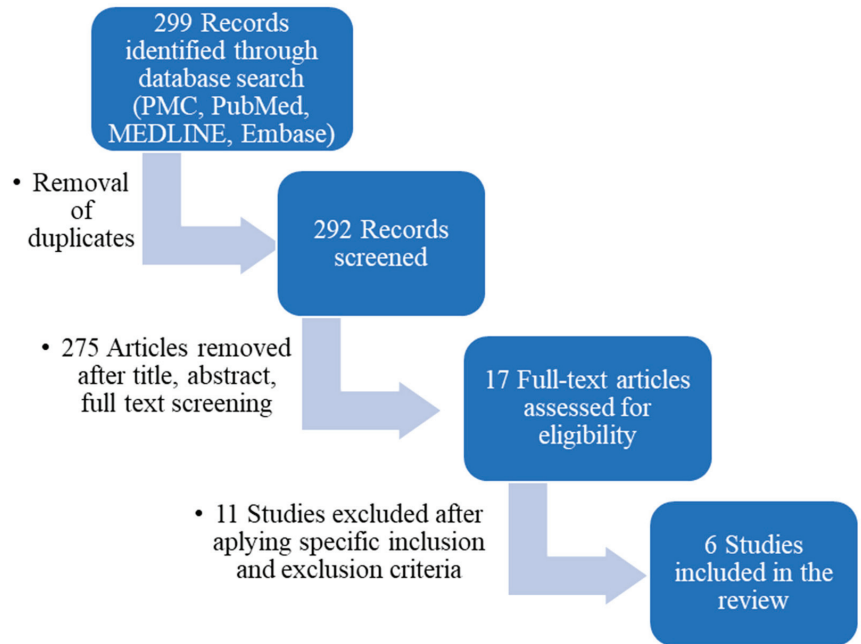 299 Records
identified through
database search
(PMC, PubMed,
MEDLINE, Embase)
• Removal
of
duplicates
292 Records
screened
• 275 Articles removed
after title, abstract,
full text screening
17 Full-text articles
assessed for
eligibility
• 11 Studies excluded after
aplying specific inclusion
and exclusion criteria
6 Studies
included in the
review